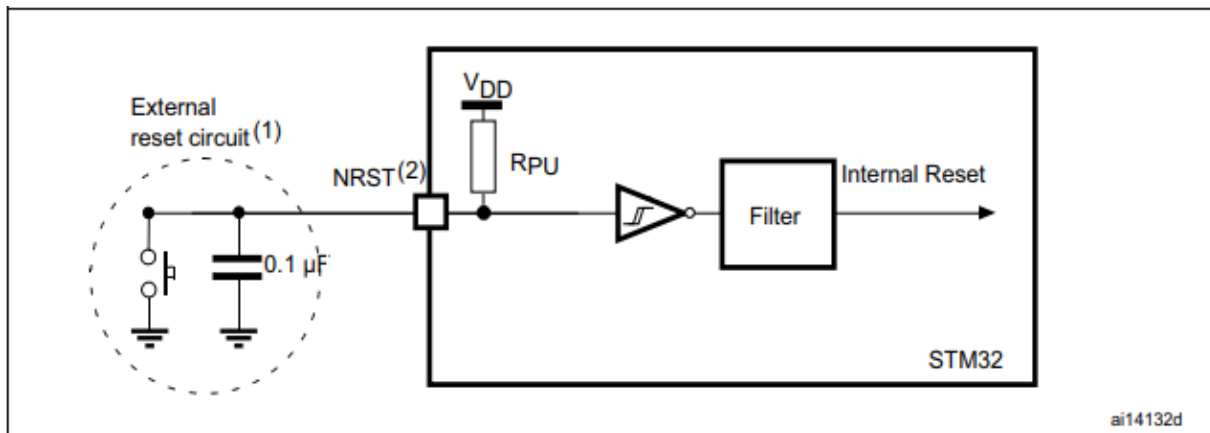 External
reset circuit(1)
VDD
NRST(2)
RPU
Internal Reset
Filter
0.1 μF
STM32
ai14132d